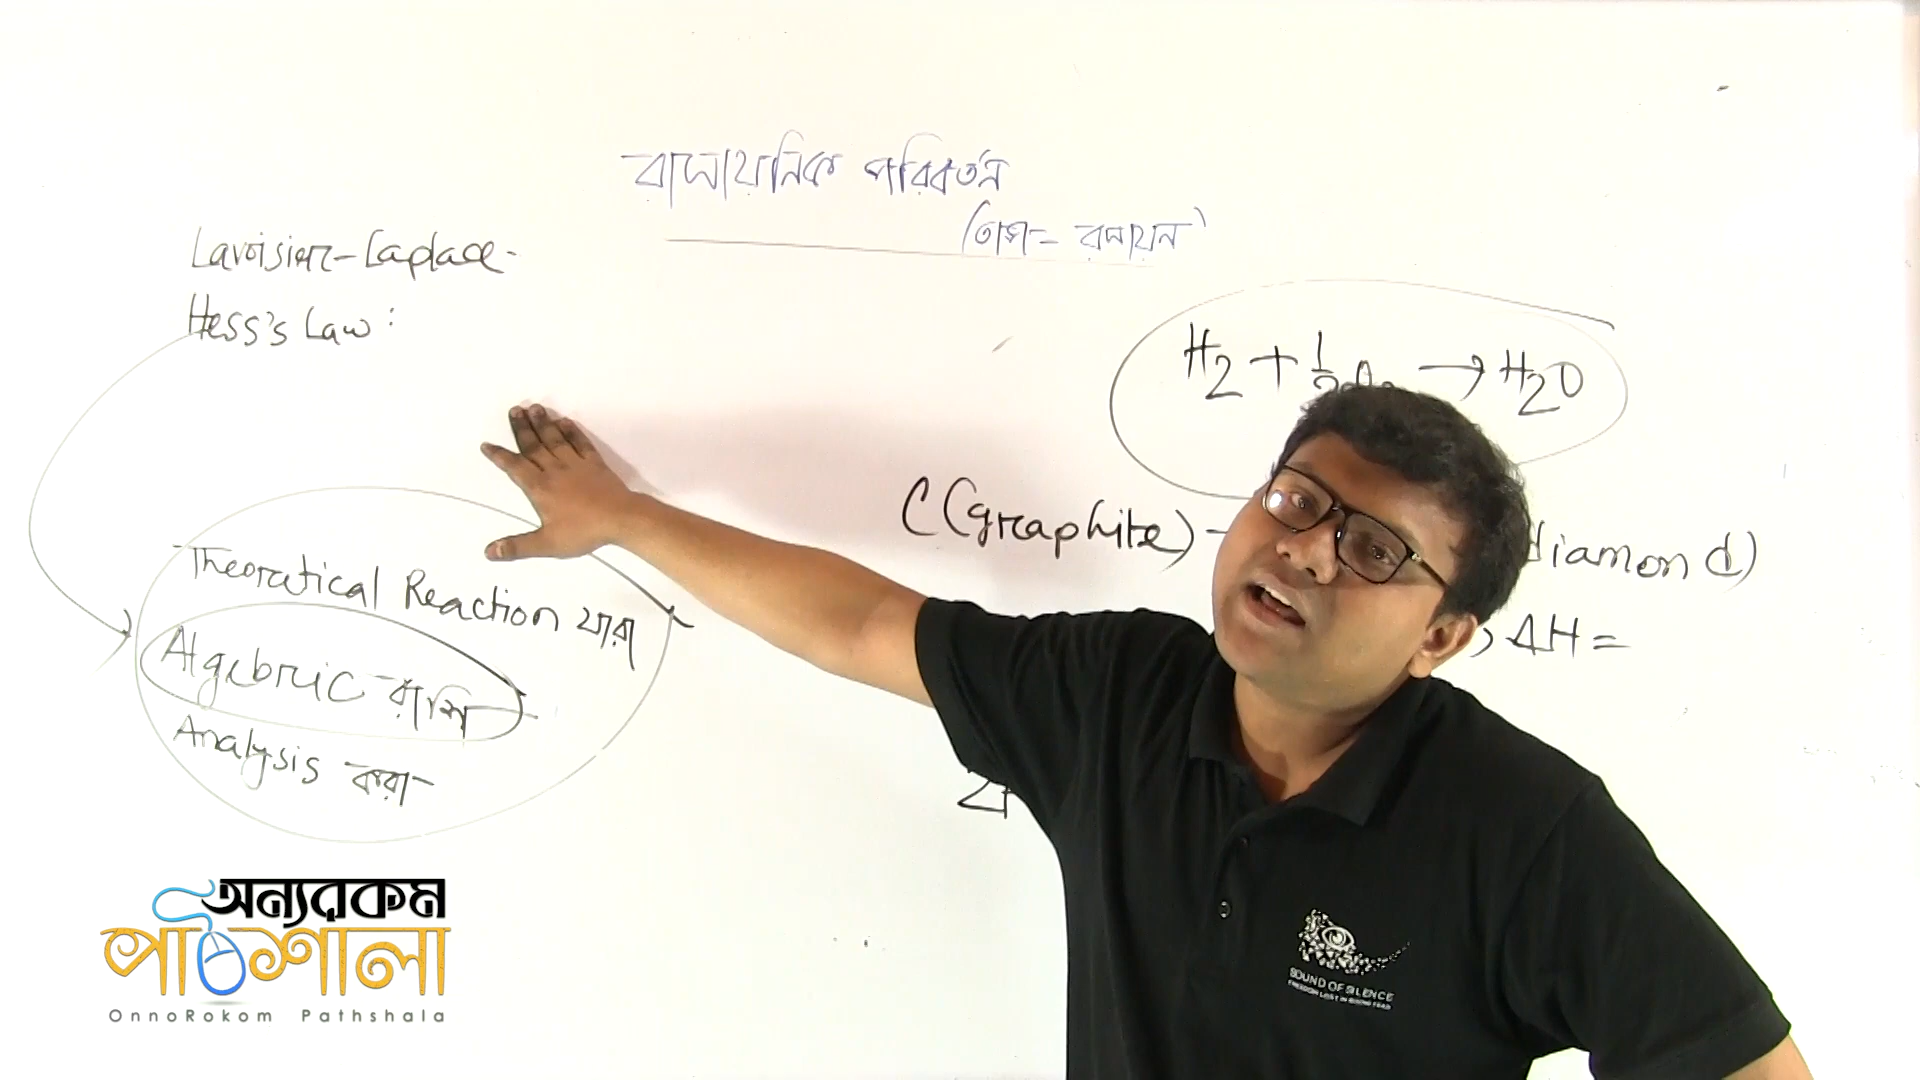 রাসায়নিক পরিবর্তন
(তাপ- রসায়ন)
Lavoisier-Laplace-
Hess's Law:
H2 + 1/2 → H2O
C(graphite) - diamond)
, ΔH =
Theoratical Reaction যারা
Algebric রাশি
Analysis করা
য
অন্যরকম
পাঠশালা
OnnoRokom Pathshala
SOUND OF SILENCE